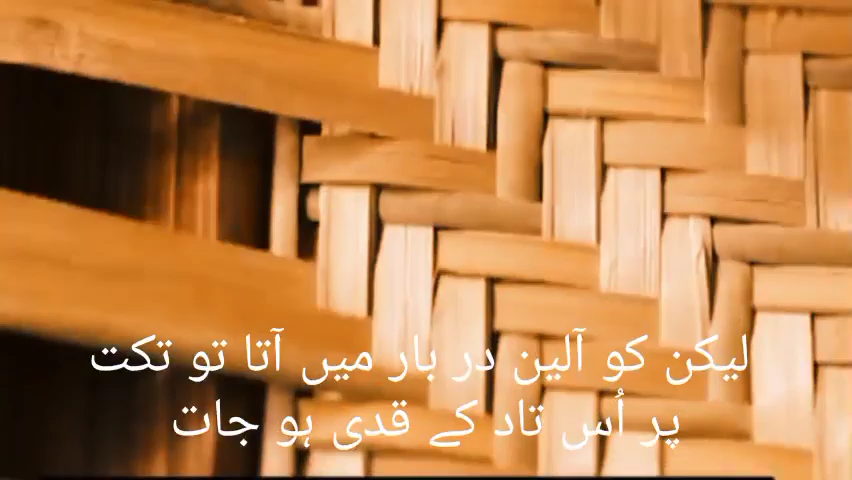 لیکن کو آلین در بار میں آتا تو تکت
پر اُس تاد کے قدی ہو جات